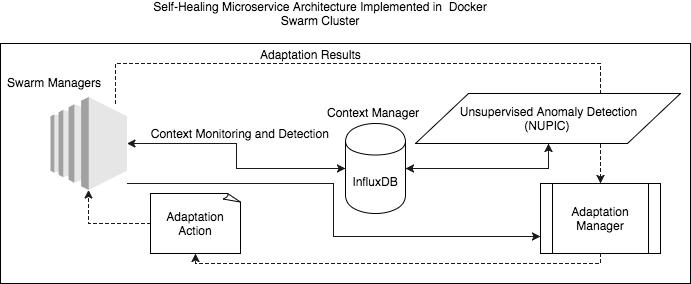 Self-Healing Microservice Architecture Implemented in Docker
Swarm Cluster
Adaptation Results
Swarm Managers
Context Manager
Unsupervised Anomaly Detection
(NUPIC)
Context Monitoring and Detection
InfluxDB
Adaptation
Action
Adaptation
Manager